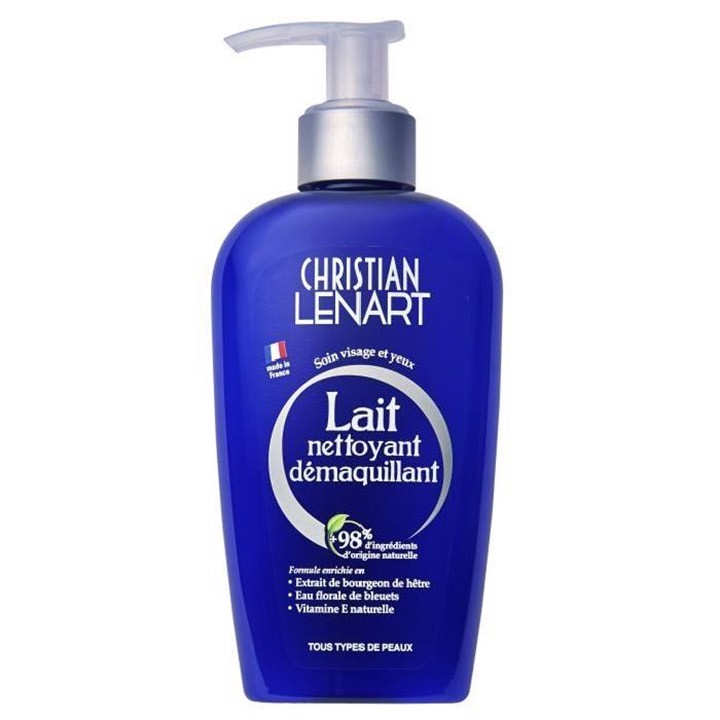 CHRISTIAN
LENART
made in
France
Soin visage et yeux
Lait
nettoyant
démaquillant
+98%
d'ingrédients
d'origine naturelle
Formule enrichie en
• Extrait de bourgeon de hêtre
• Eau florale de bleuets
• Vitamine E naturelle
TOUS TYPES DE PEAUX